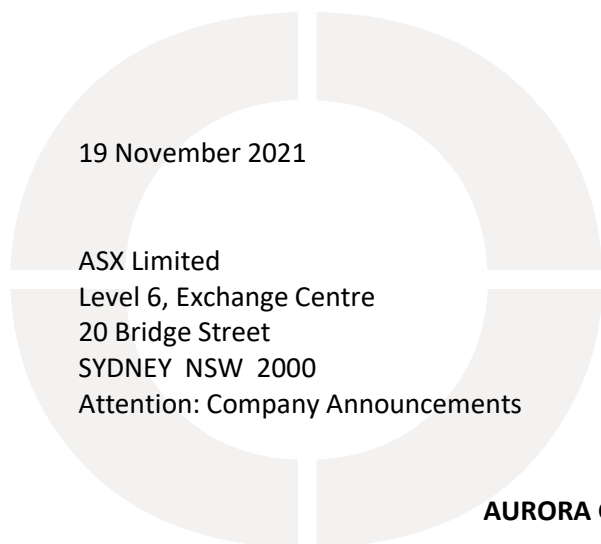 19 November 2021
ASX Limited
Level 6, Exchange Centre
20 Bridge Street
SYDNEY NSW 2000
Attention: Company Announcements
AURORA